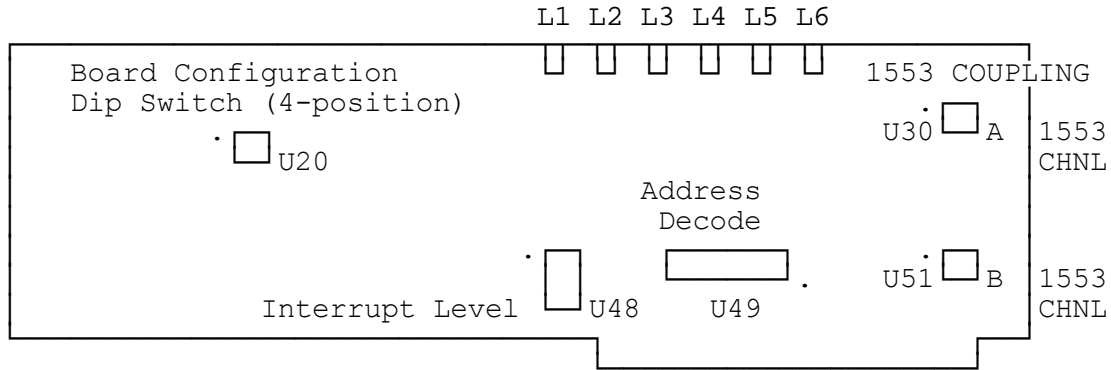 L1 L2 L3 L4 L5 L6
Board Configuration
Dip Switch (4-position)
U20
1553 COUPLING
U30 A 1553
CHNL
Address
Decode
U51 B 1553
CHNL
Interrupt Level U48 U49